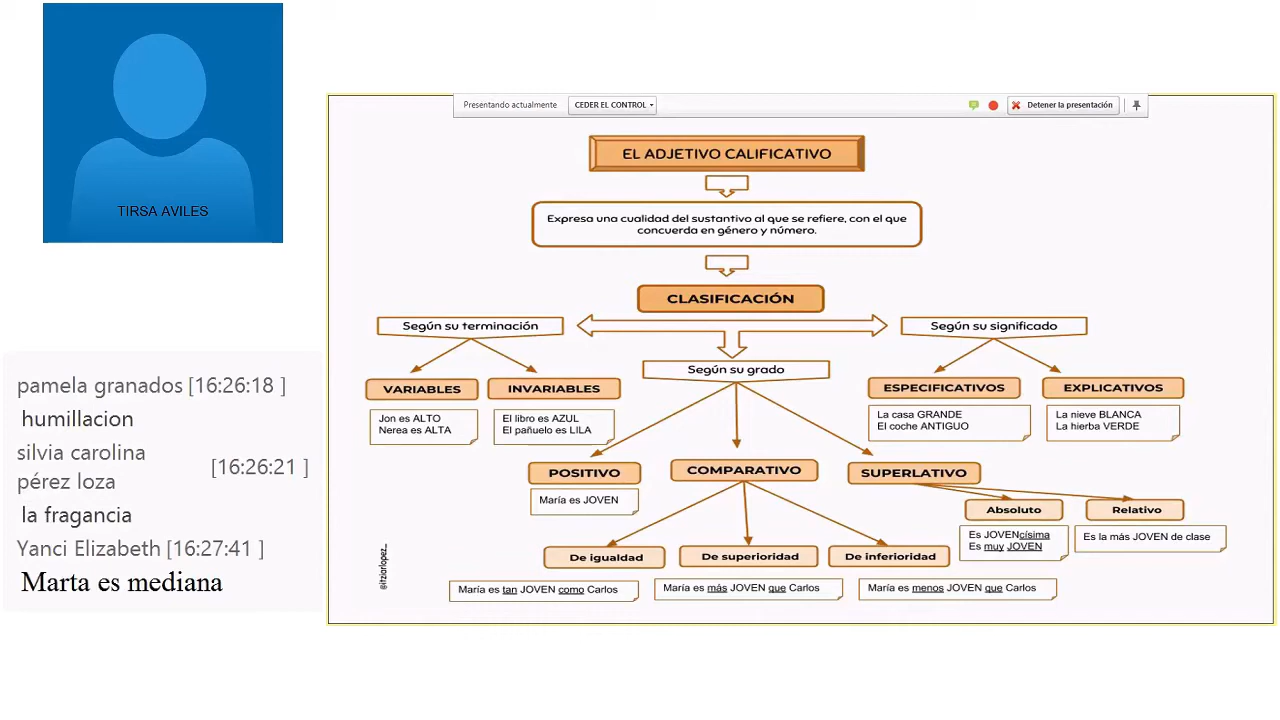 TIRSA AVILES
pamela granados [16:26:18 ]
humillacion
silvia carolina
pérez loza
[16:26:21 ]
la fragancia
Yanci Elizabeth [16:27:41 ]
Marta es mediana
Presentando actualmente
CEDER EL CONTROL
Detener la presentación
EL ADJETIVO CALIFICATIVO
Expresa una cualidad del sustantivo al que se refiere, con el que
concuerda en género y número.
CLASIFICACIÓN
Según su terminación
VARIABLES
Jon es ALTO
Nerea es ALTA
INVARIABLES
El libro es AZUL
El pañuelo es LILA
Según su grado
POSITIVO
María es JOVEN
COMPARATIVO
De igualdad
María es tan JOVEN como Carlos
De superioridad
María es más JOVEN que Carlos
De inferioridad
María es menos JOVEN que Carlos
SUPERLATIVO
Absoluto
Es JOVENcísima
Es muy JOVEN
Relativo
Es la más JOVEN de clase
Según su significado
ESPECIFICATIVOS
La casa GRANDE
El coche ANTIGUO
EXPLICATIVOS
La nieve BLANCA
La hierba VERDE
@itziarlopez_